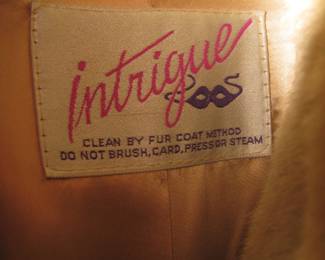 intrigue
CLEAN BY FUR COAT METHOD
DO NOT BRUSH, CARD, PRESS OR STEAM